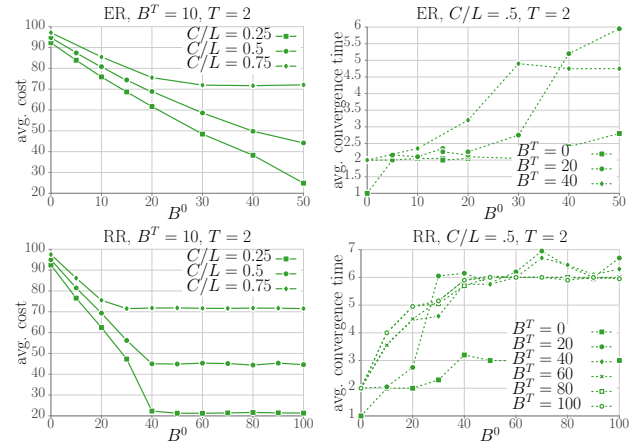 ER, B^T = 10, T = 2
C/L = 0.25
C/L = 0.5
C/L = 0.75
avg. cost
100
90
80
70
60
50
40
30
20
0 10 20 30 40 50
B^0
ER, C/L = .5, T = 2
avg. convergence time
6
5.5
5
4.5
4
3.5
3
2.5
2
1.5
1
B^T = 0
B^T = 20
B^T = 40
0 10 20 30 40 50
B^0
RR, B^T = 10, T = 2
C/L = 0.25
C/L = 0.5
C/L = 0.75
avg. cost
100
90
80
70
60
50
40
30
20
0 20 40 60 80 100
B^0
RR, C/L = .5, T = 2
avg. convergence time
7
6
5
4
3
2
1
B^T = 0
B^T = 20
B^T = 40
B^T = 60
B^T = 80
B^T = 100
0 20 40 60 80 100
B^0